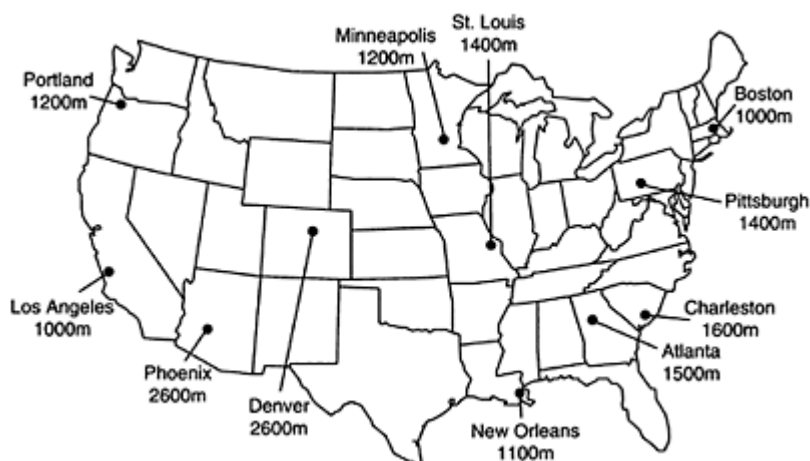 St. Louis
1400m
Minneapolis
1200m
Portland
1200m
Boston
1000m
Pittsburgh
1400m
Los Angeles
1000m
Charleston
1600m
Atlanta
1500m
Phoenix
2600m
Denver
2600m
New Orleans
1100m